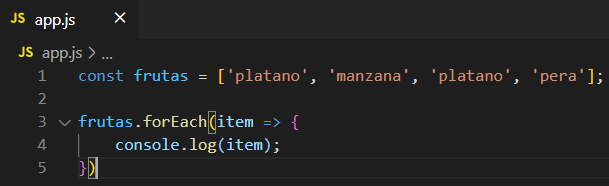 JS app.js ×
JS app.js > ...
1 const frutas = ['platano', 'manzana', 'platano', 'pera'];
2
3 frutas.forEach(item => {
4 console.log(item);
5 })